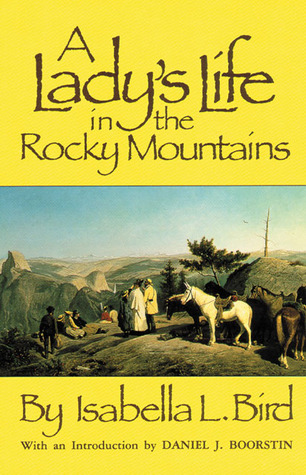 A
Lady's Life
in the
Rocky Mountains
By Isabella L. Bird
With an Introduction by DANIEL J. BOORSTIN